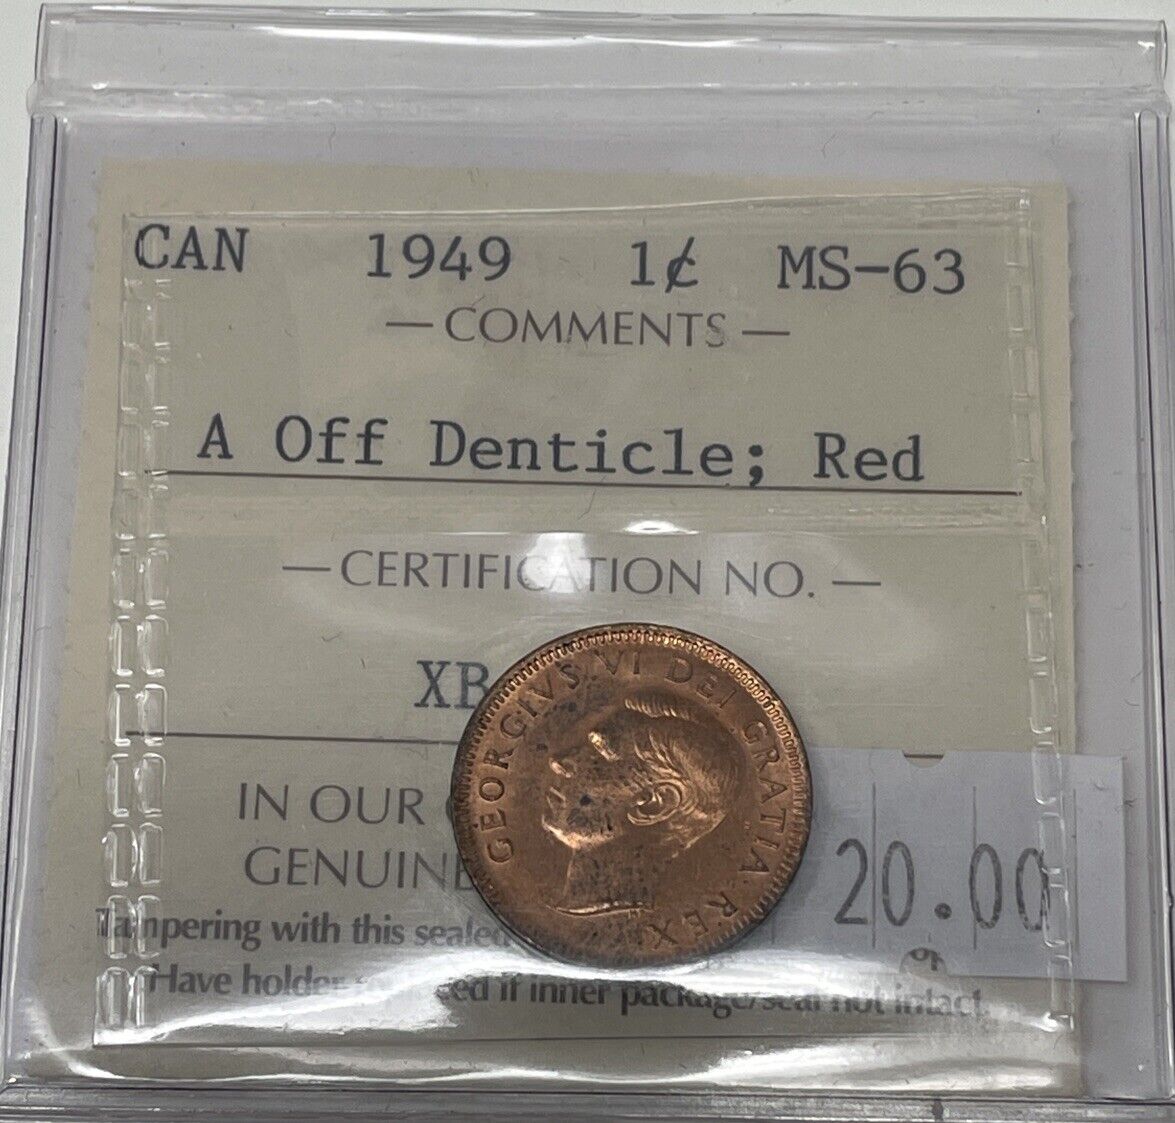 CAN 1949 1¢ MS-63
— COMMENTS —
A Off Denticle; Red
— CERTIFICATION NO. —
XB
GEORGIVS VI DEI GRATIA REX
IN OUR
GENUINE
20.00
Tampering with this sealed
Have holder if inner package/seal not intact.